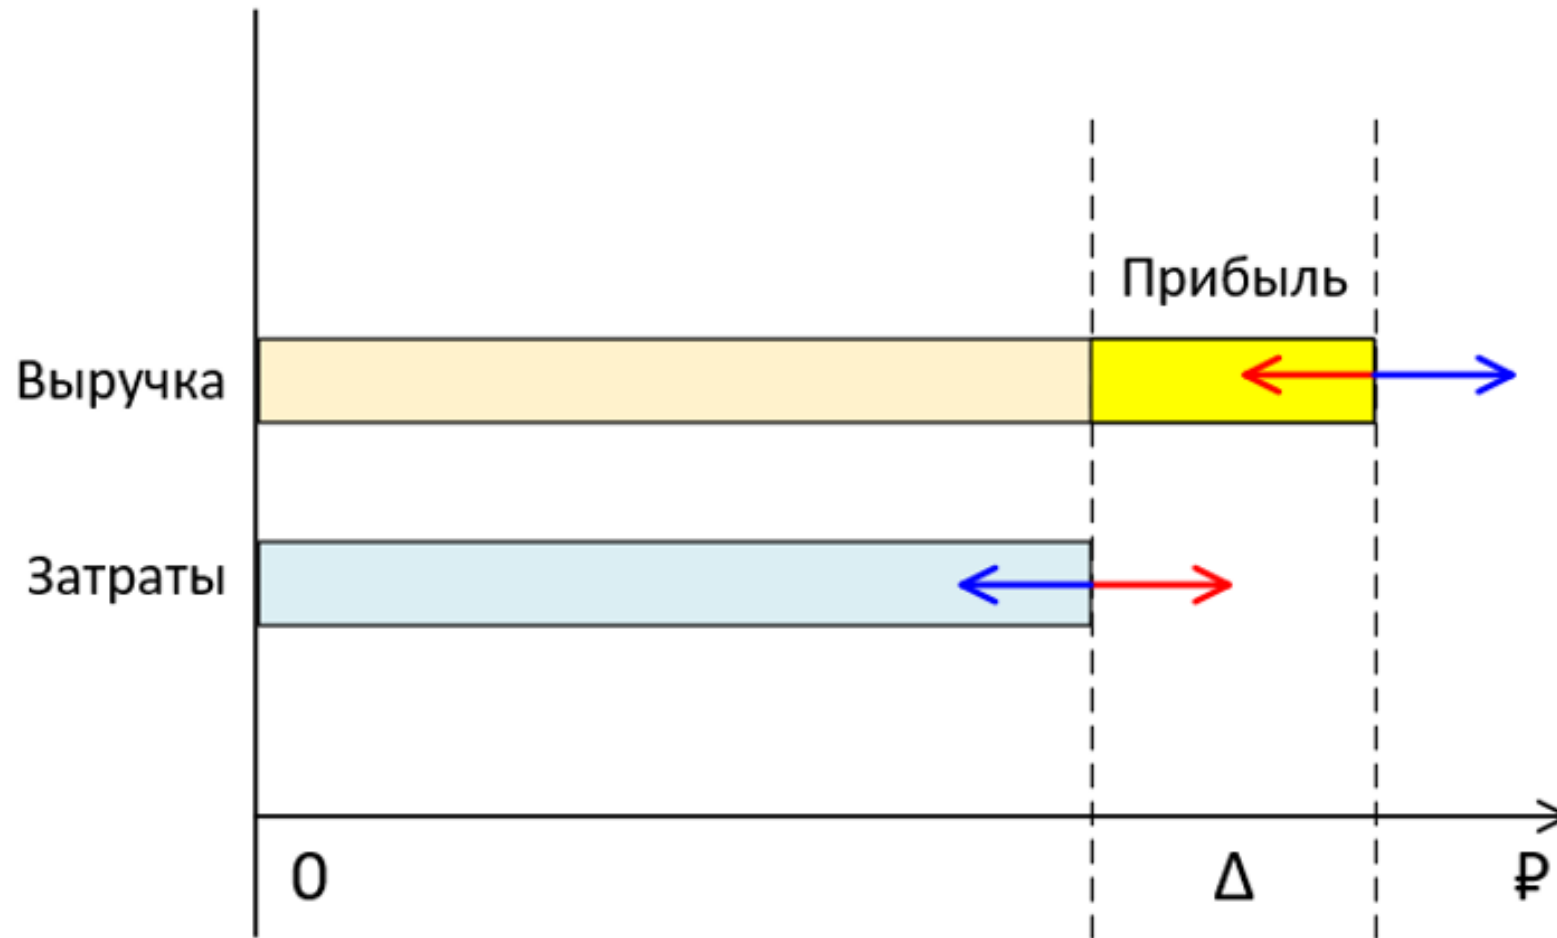 Прибыль
Выручка
Затраты
0
Δ
₽